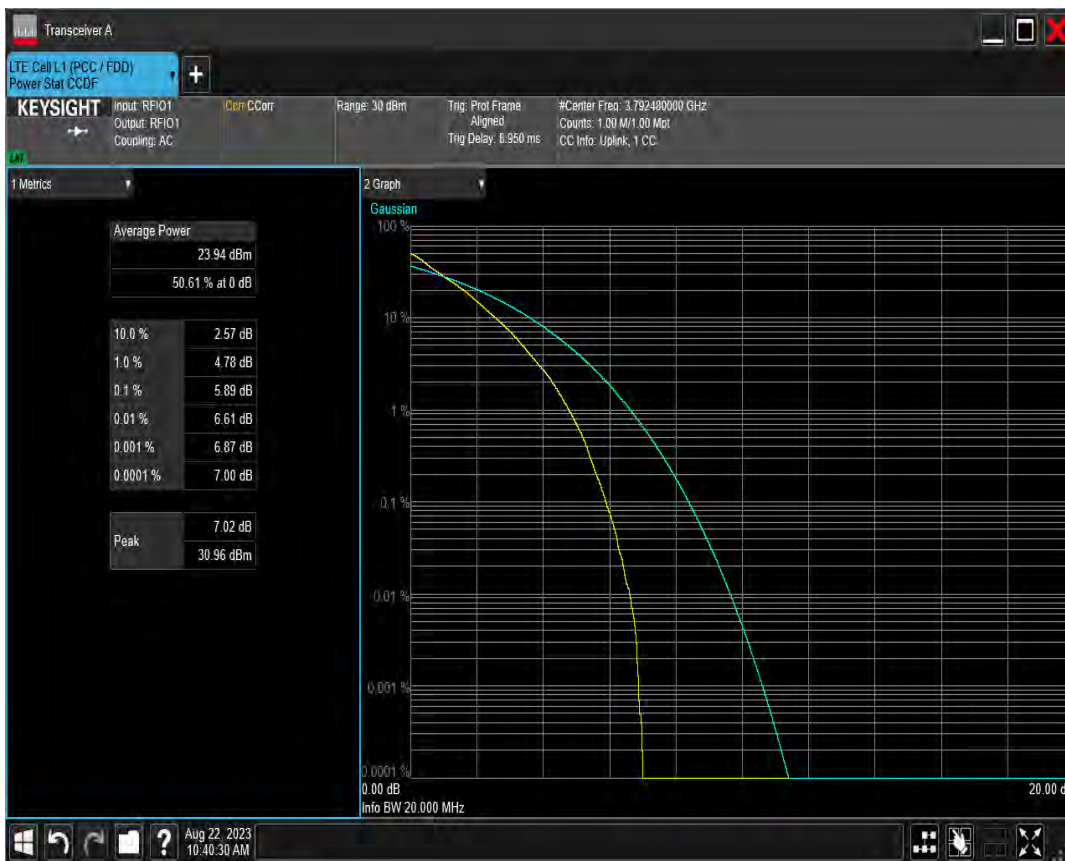 Transceiver A
LTE Cell L1 (PCC / FDD)
Power Stat CCDF
+
KEYSIGHT
Input: RFIO1
Output: RFIO1
Coupling: AC
Corr CCorr
Range: 30 dBm
Trig: Prot Frame
Aligned
Trig Delay: 8.950 ms
#Center Freq: 3.792480000 GHz
Counts: 1.00 M/1.00 Mpt
CC Info: Uplink, 1 CC
1 Metrics
Average Power
23.94 dBm
50.61 % at 0 dB
10.0 % 2.57 dB
1.0 % 4.78 dB
0.1 % 5.89 dB
0.01 % 6.61 dB
0.001 % 6.87 dB
0.0001 % 7.00 dB
Peak 7.02 dB
30.96 dBm
2 Graph
Gaussian
100 %
10 %
1 %
0.1 %
0.01 %
0.001 %
0.0001 %
0.00 dB
20.00 d
Info BW 20.000 MHz
?
Aug 22, 2023
10:40:30 AM